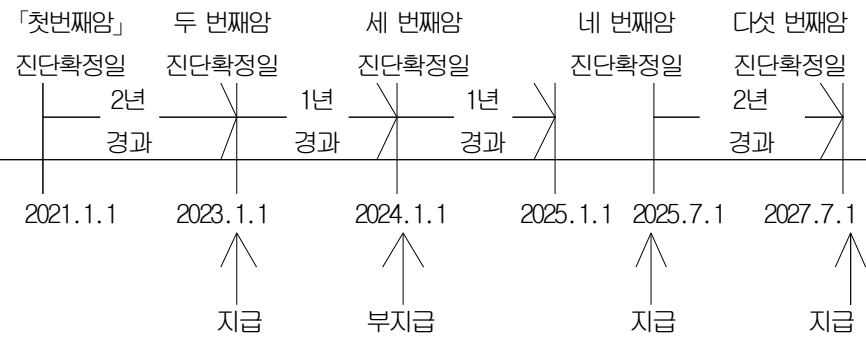 「첫번째암」 두 번째암 세 번째암 네 번째암 다섯 번째암
진단확정일 진단확정일 진단확정일 진단확정일 진단확정일
2년 1년 1년 2년
경과 경과 경과 경과
2021.1.1 2023.1.1 2024.1.1 2025.1.1 2025.7.1 2027.7.1
지급 부지급 지급 지급